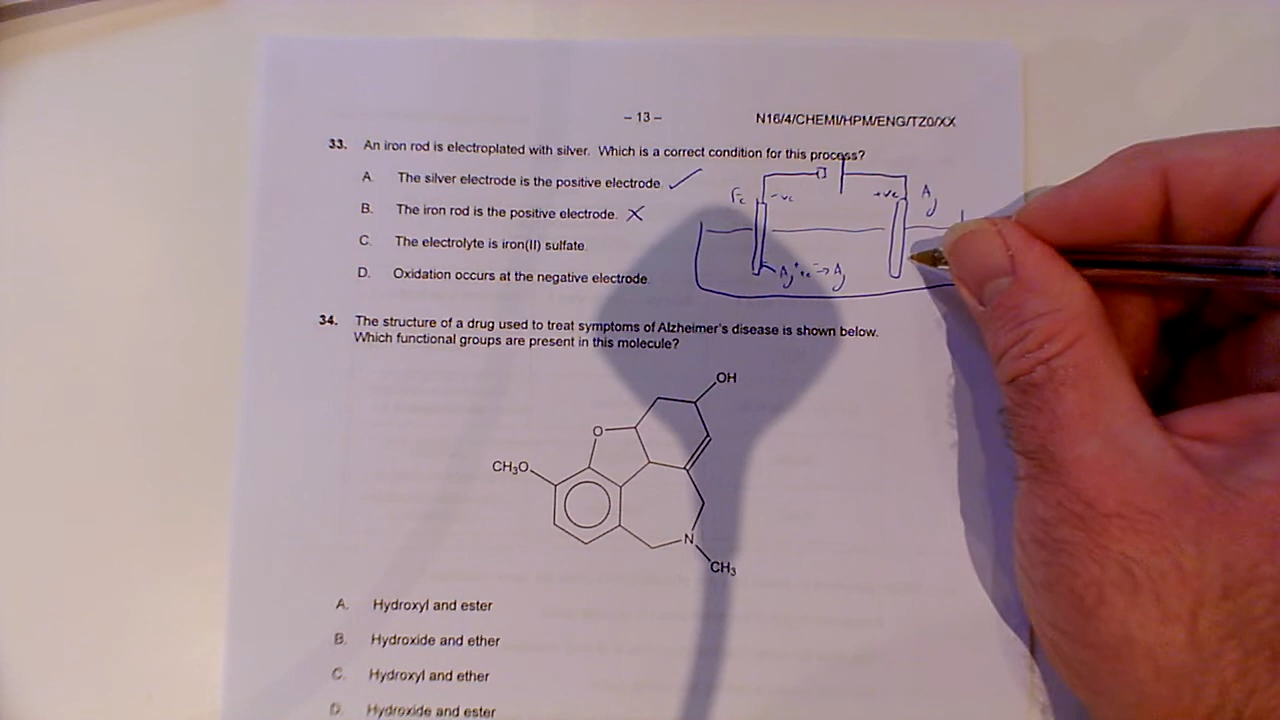 – 13 –
N16/4/CHEMI/HPM/ENG/TZ0/XX
33. An iron rod is electroplated with silver. Which is a correct condition for this process?
A. The silver electrode is the positive electrode.
B. The iron rod is the positive electrode.
C. The electrolyte is iron(II) sulfate.
D. Oxidation occurs at the negative electrode.
Fe -ve +ve Ag
Ag⁺+e⁻→Ag
34. The structure of a drug used to treat symptoms of Alzheimer's disease is shown below.
Which functional groups are present in this molecule?
OH
O
CH₃O
N
CH₃
A. Hydroxyl and ester
B. Hydroxide and ether
C. Hydroxyl and ether
D. Hydroxide and ester